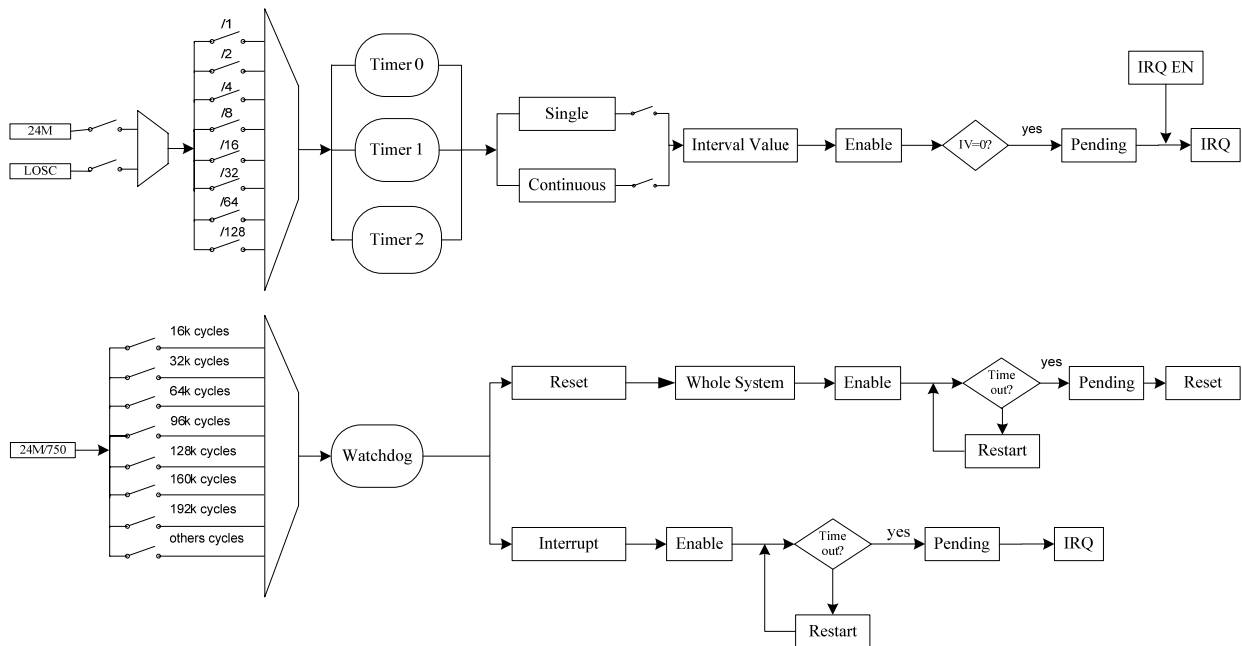 /1
/2
/4
/8
/16
/32
/64
/128
24M
LOSC
Timer 0
Timer 1
Timer 2
Single
Continuous
Interval Value
Enable
IV=0?
yes
Pending
IRQ EN
IRQ
24M/750
16k cycles
32k cycles
64k cycles
96k cycles
128k cycles
160k cycles
192k cycles
others cycles
Watchdog
Reset
Whole System
Enable
Time
out?
yes
Pending
Reset
Restart
Interrupt
Enable
Time
out?
yes
Pending
IRQ
Restart